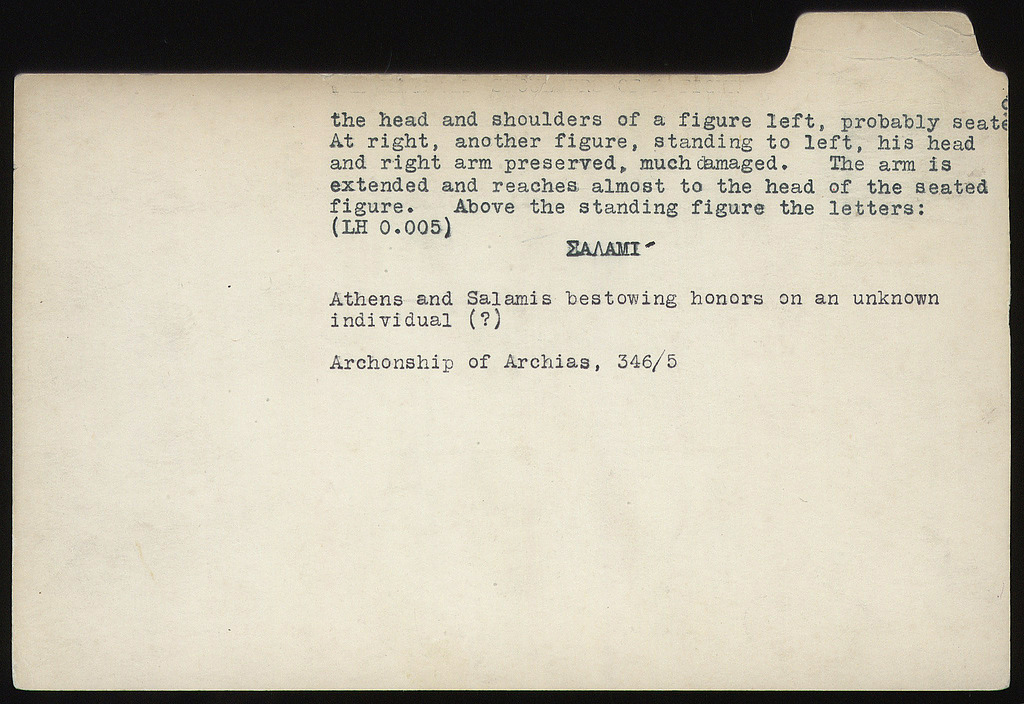 the head and shoulders of a figure left, probably seate
At right, another figure, standing to left, his head
and right arm preserved, much damaged. The arm is
extended and reaches almost to the head of the seated
figure. Above the standing figure the letters:
(LH 0.005)
ΣΑΛΑΜΙ-
Athens and Salamis bestowing honors on an unknown
individual (?)
Archonship of Archias, 346/5